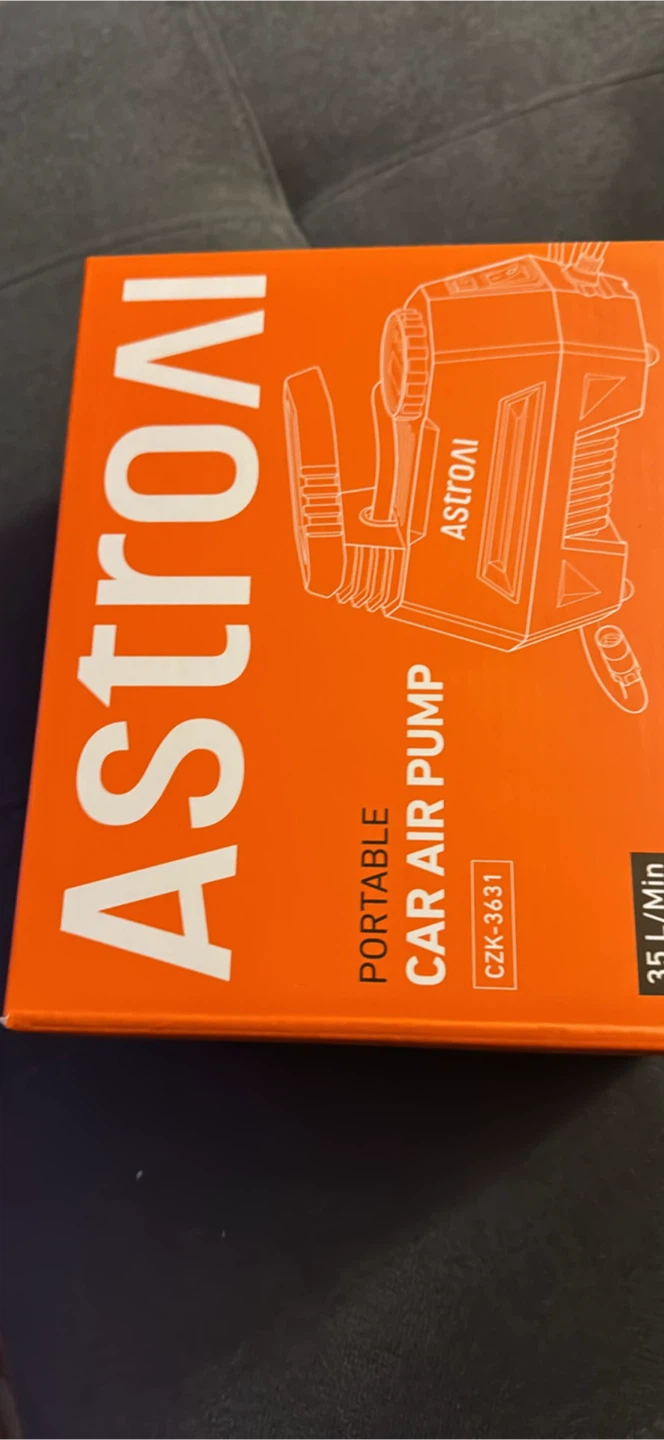 AstroAI
AstroAI
PORTABLE
CAR AIR PUMP
CZK-3631
35 L/Min